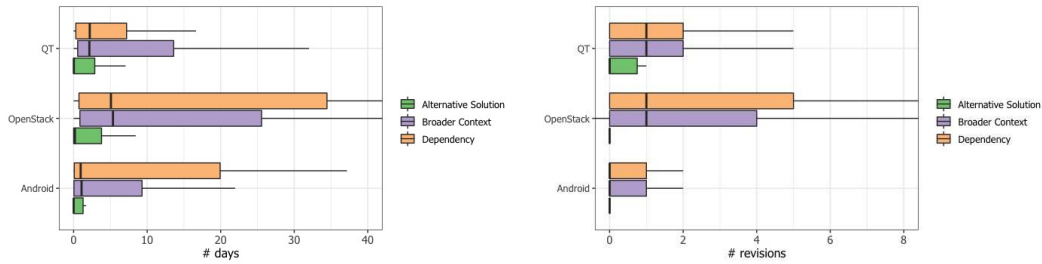 QT
OpenStack
Android
0 10 20 30 40
# days
Alternative Solution
Broader Context
Dependency
QT
OpenStack
Android
0 2 4 6 8
# revisions
Alternative Solution
Broader Context
Dependency